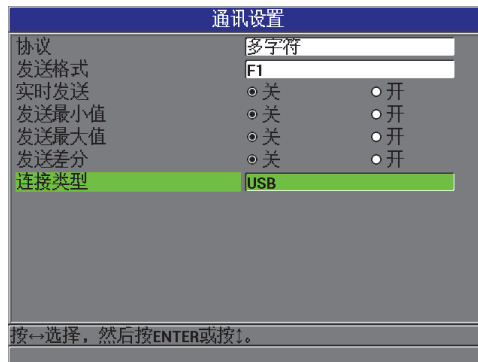 通讯设置
协议 多字符
发送格式 F1
实时发送 关 开
发送最小值 关 开
发送最大值 关 开
发送差分 关 开
连接类型 USB
按↔选择，然后按ENTER或按↕。